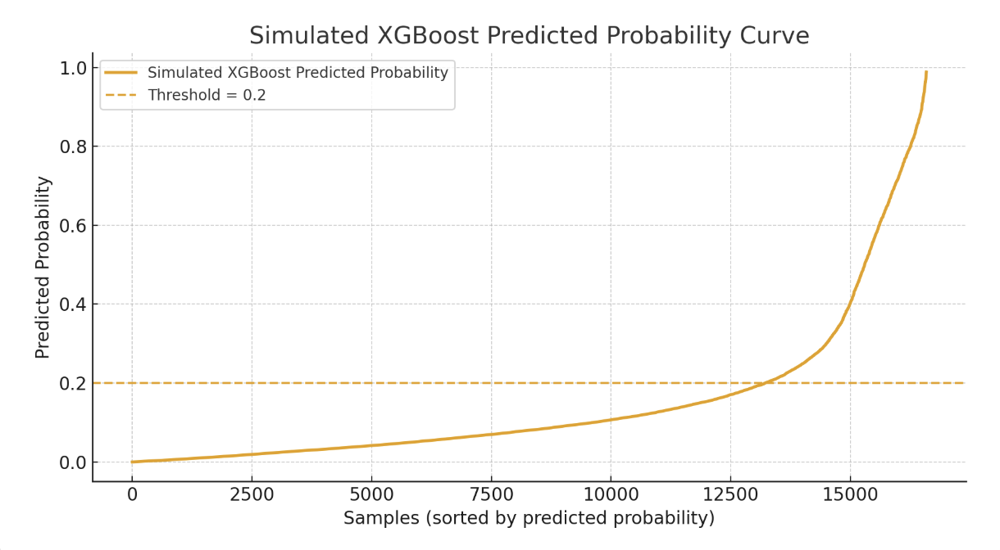 Simulated XGBoost Predicted Probability Curve
Simulated XGBoost Predicted Probability
Threshold = 0.2
Predicted Probability
1.0
0.8
0.6
0.4
0.2
0.0
0 2500 5000 7500 10000 12500 15000
Samples (sorted by predicted probability)